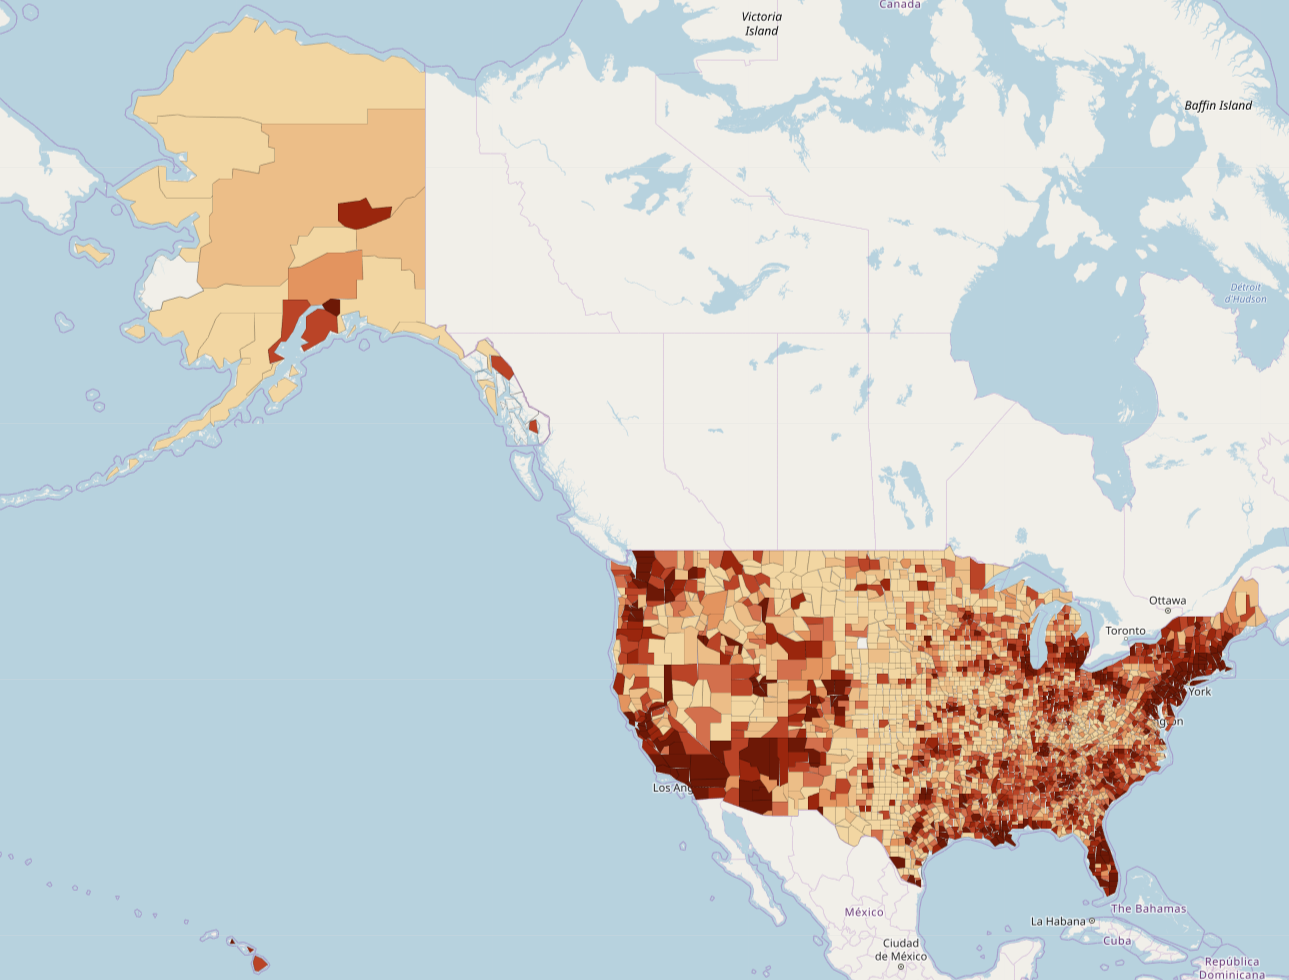 Canada
Victoria
Island
Baffin Island
Détroit
d'Hudson
Ottawa
Toronto
York
Los Ang
México
Ciudad
de México
La Habana
The Bahamas
Cuba
República
Dominicana